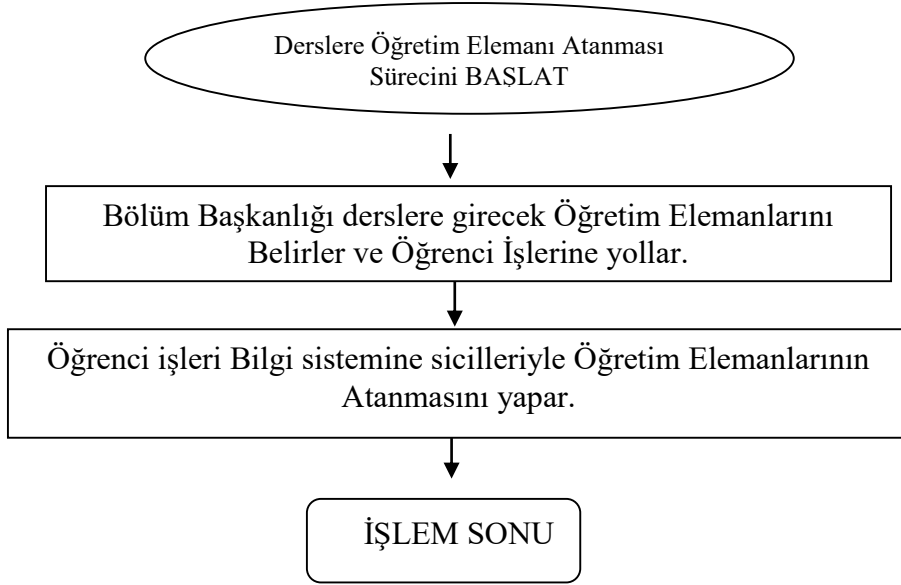 Derslere Öğretim Elemanı Atanması
Sürecini BAŞLAT
Bölüm Başkanlığı derslere girecek Öğretim Elemanlarını
Belirler ve Öğrenci İşlerine yollar.
Öğrenci işleri Bilgi sistemine sicilleriyle Öğretim Elemanlarının
Atanmasını yapar.
İŞLEM SONU